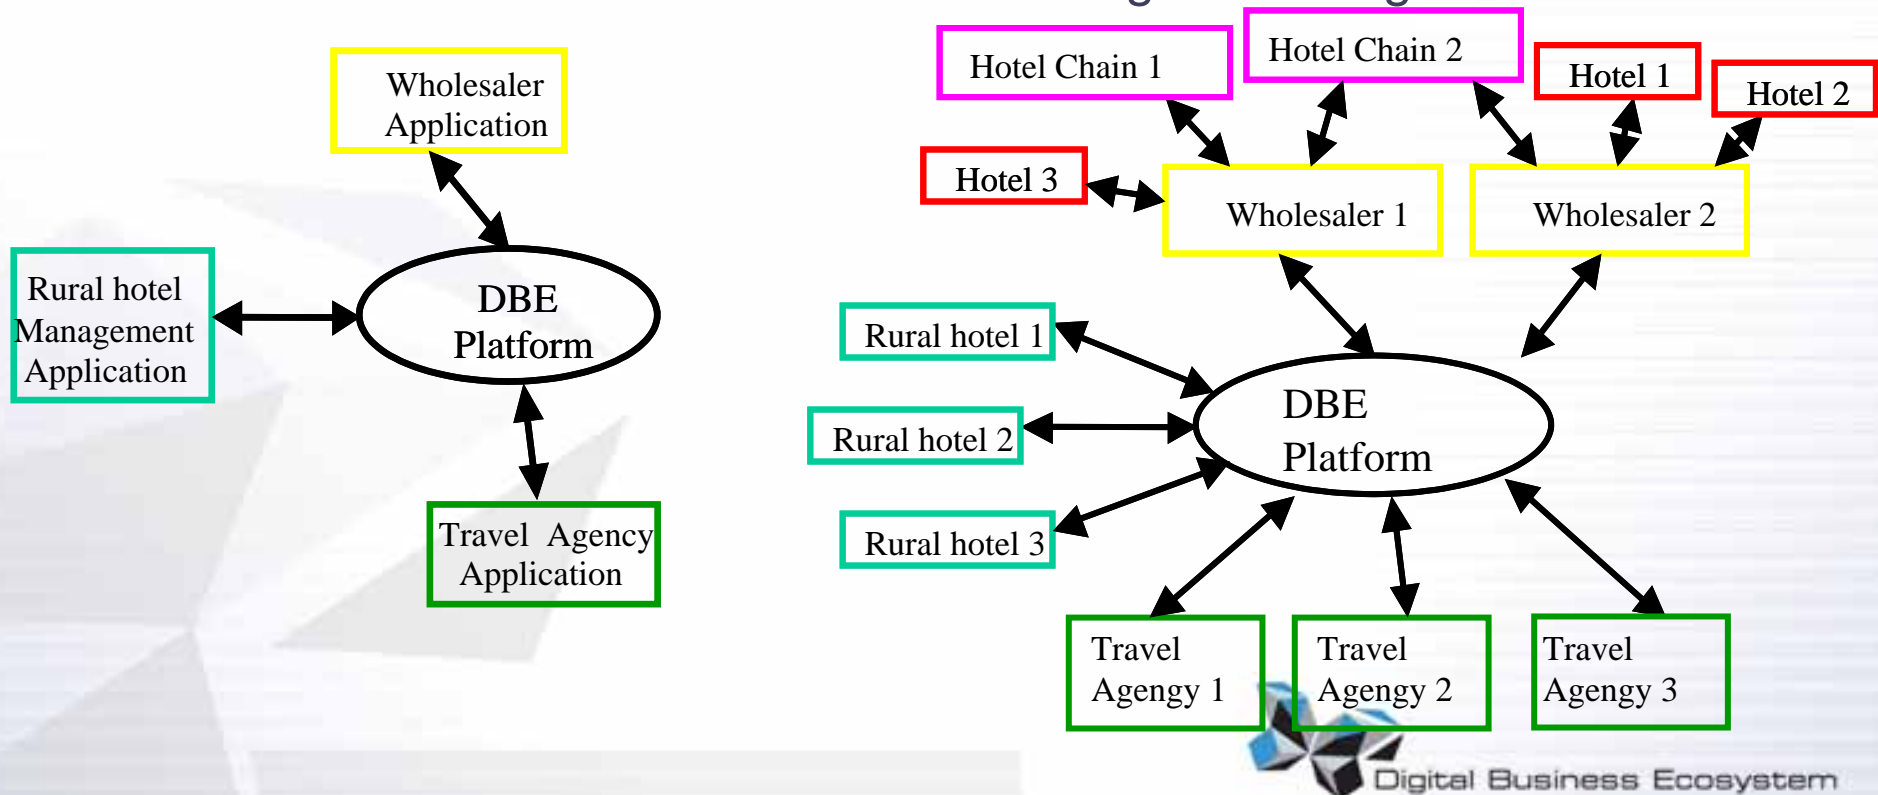 Wholesaler
Application
Rural hotel
Management
Application
DBE
Platform
Travel Agency
Application
Hotel Chain 1
Hotel Chain 2
Hotel 1
Hotel 2
Hotel 3
Wholesaler 1
Wholesaler 2
Rural hotel 1
Rural hotel 2
Rural hotel 3
DBE
Platform
Travel
Agengy 1
Travel
Agengy 2
Travel
Agengy 3
Digital Business Ecosystem